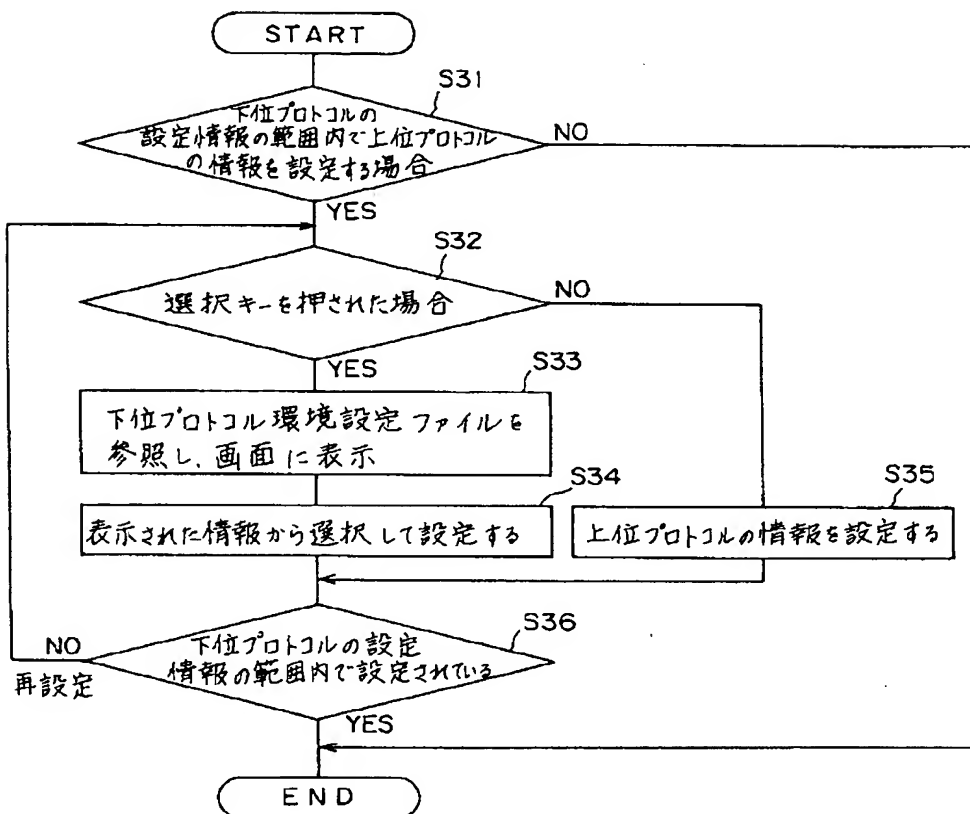 START
S31
下位プロトコルの
設定情報の範囲内で上位プロトコル
の情報を設定する場合
NO
YES
S32
選択キーを押された場合
NO
YES
S33
下位プロトコル環境設定ファイルを
参照し、画面に表示
S34
表示された情報から選択して設定する
S35
上位プロトコルの情報を設定する
S36
下位プロトコルの設定
情報の範囲内で設定されている
NO
再設定
YES
END